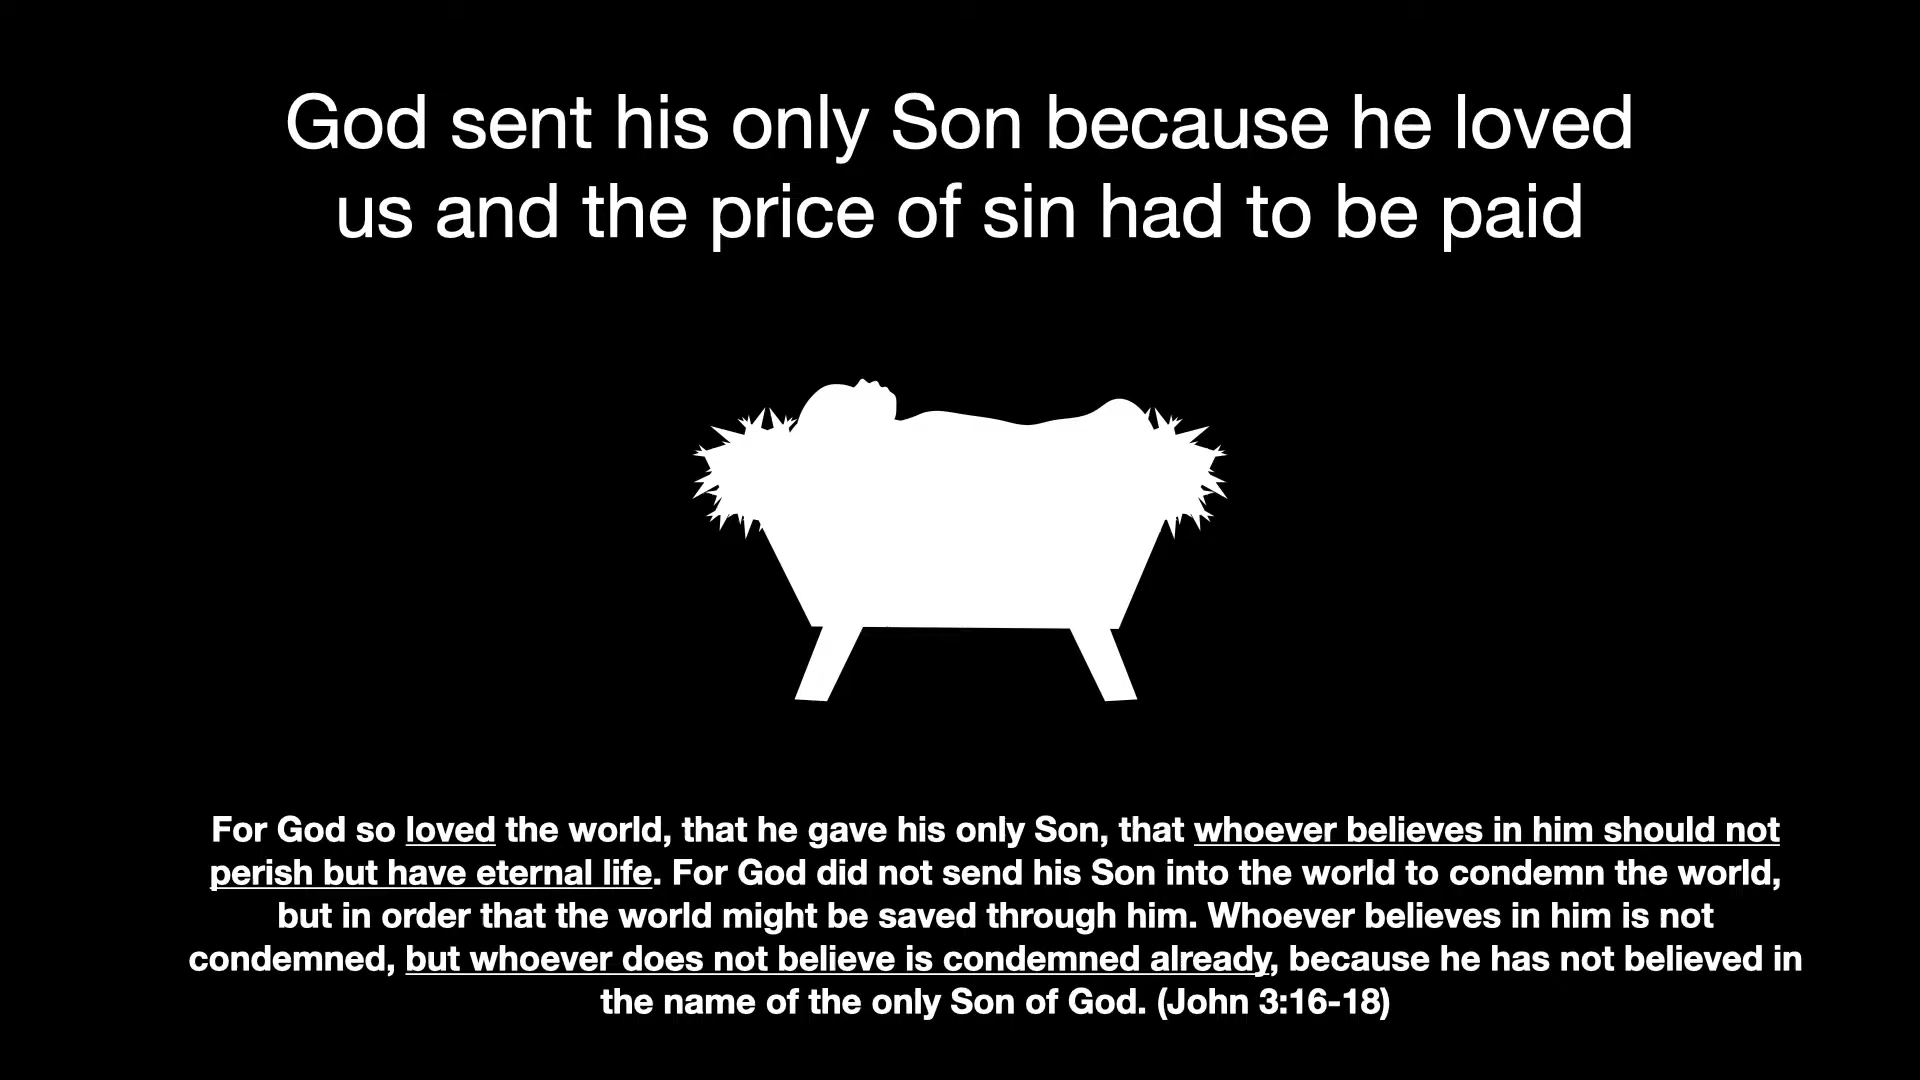 God sent his only Son because he loved
us and the price of sin had to be paid
For God so loved the world, that he gave his only Son, that whoever believes in him should not
perish but have eternal life. For God did not send his Son into the world to condemn the world,
but in order that the world might be saved through him. Whoever believes in him is not
condemned, but whoever does not believe is condemned already, because he has not believed in
the name of the only Son of God. (John 3:16-18)